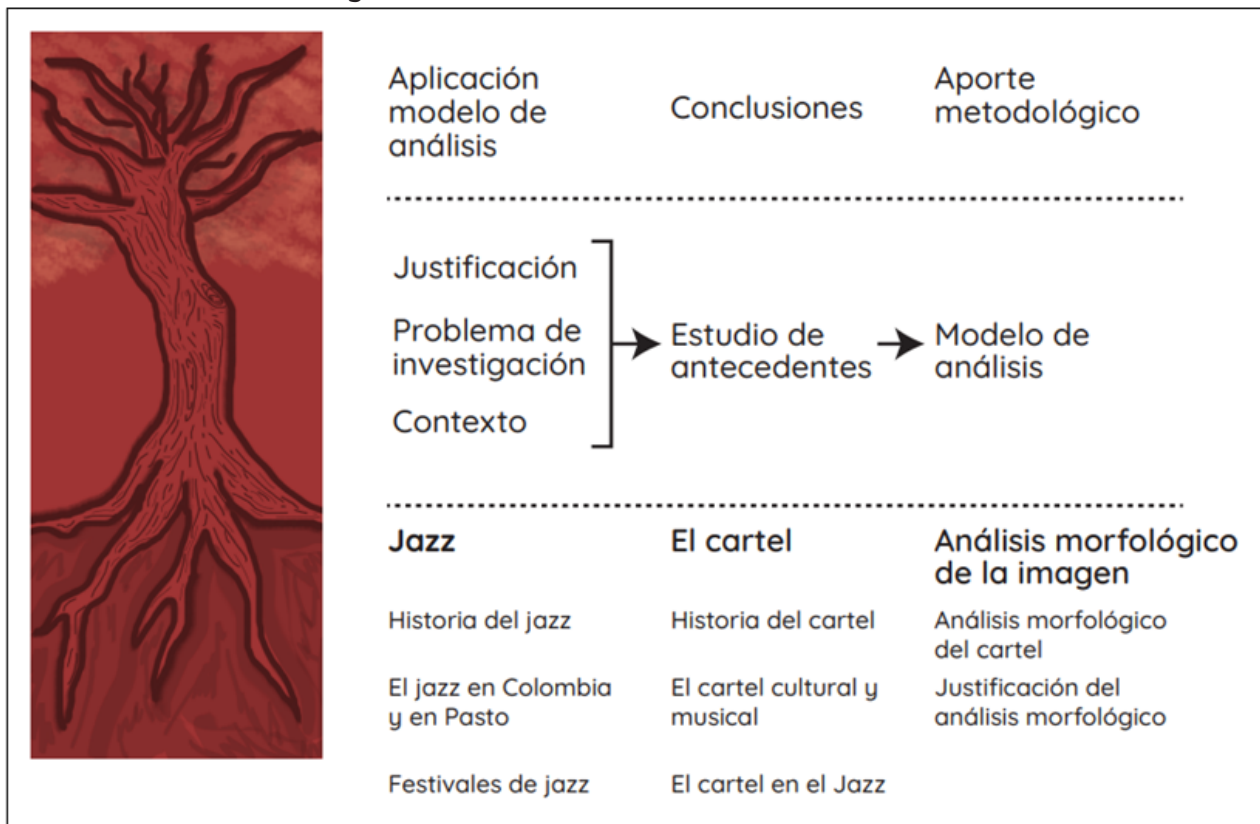 Aplicación
modelo de
análisis
Conclusiones
Aporte
metodológico
Justificación
Problema de
investigación
Contexto
Estudio de
antecedentes
Modelo de
análisis
Jazz
Historia del jazz
El jazz en Colombia
y en Pasto
Festivales de jazz
El cartel
Historia del cartel
El cartel cultural y
musical
El cartel en el Jazz
Análisis morfológico
de la imagen
Análisis morfológico
del cartel
Justificación del
análisis morfológico